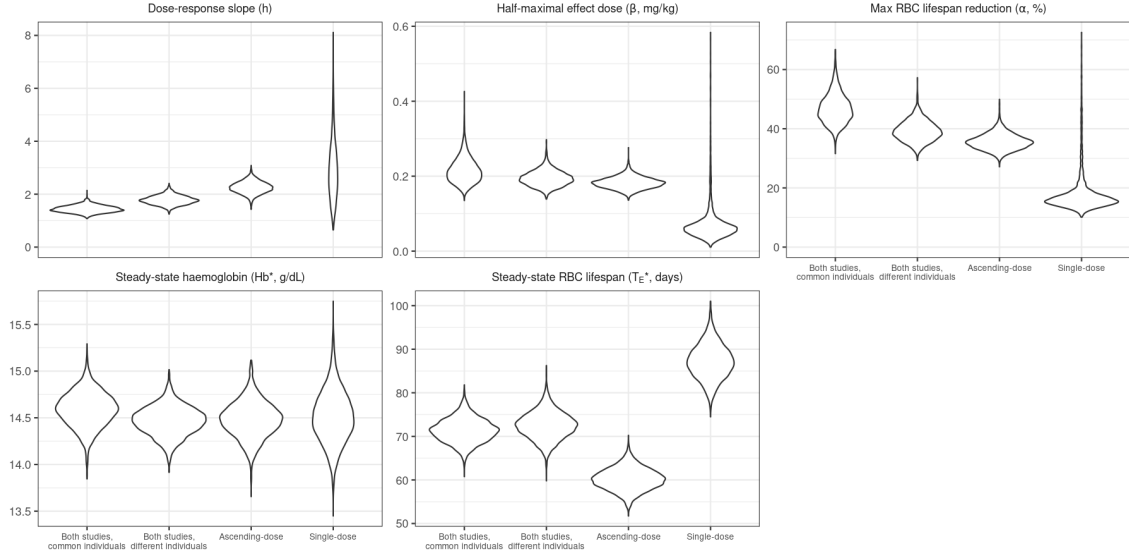 Dose-response slope (h)
8
6
4
2
0
Half-maximal effect dose (β, mg/kg)
0.6
0.4
0.2
0.0
Max RBC lifespan reduction (α, %)
60
40
20
0
Both studies,
common individuals
Both studies,
different individuals
Ascending-dose
Single-dose
Steady-state haemoglobin (Hb*, g/dL)
15.5
15.0
14.5
14.0
13.5
Both studies,
common individuals
Both studies,
different individuals
Ascending-dose
Single-dose
Steady-state RBC lifespan (T_E*, days)
100
90
80
70
60
50
Both studies,
common individuals
Both studies,
different individuals
Ascending-dose
Single-dose